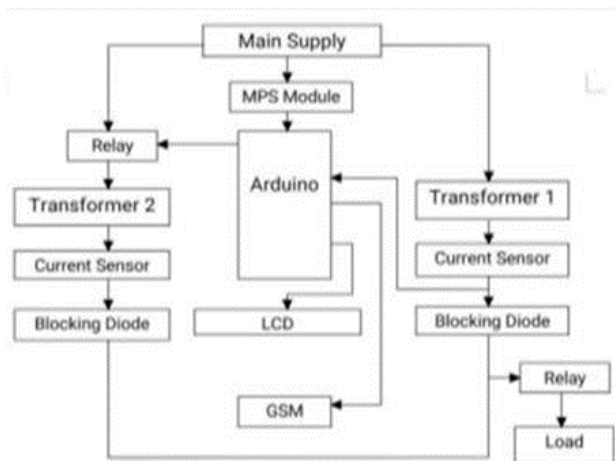 Main Supply
MPS Module
Relay
Arduino
Transformer 2
Transformer 1
Current Sensor
Current Sensor
Blocking Diode
LCD
Blocking Diode
Relay
GSM
Load